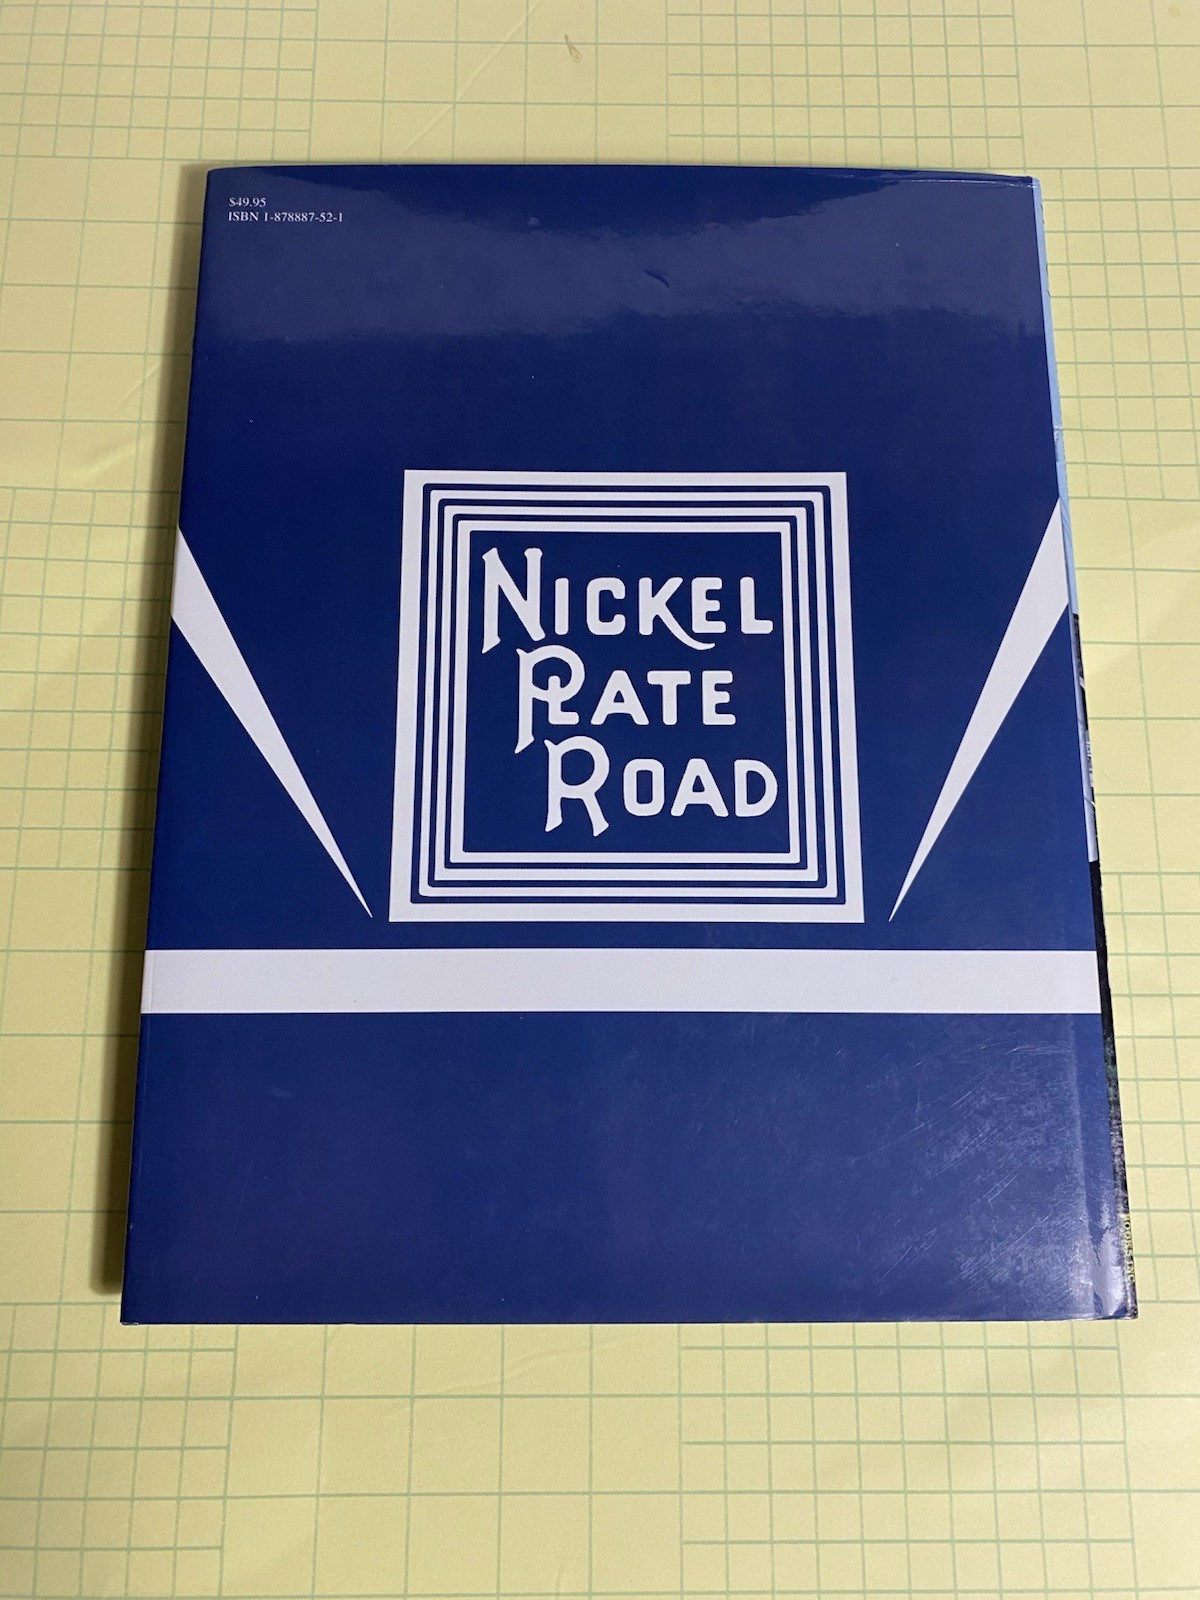 $49.95
ISBN 1-878887-52-1
NICKEL
PLATE
ROAD